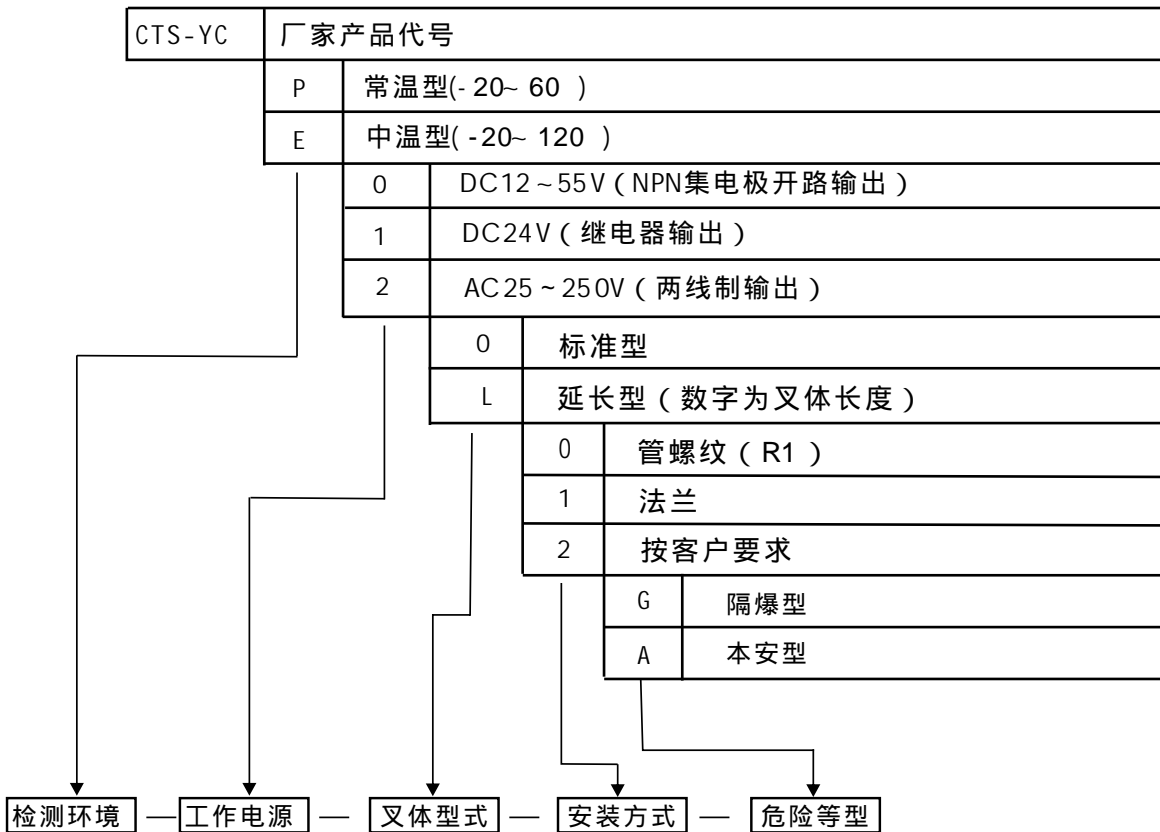 CTS-YC 厂家产品代号
P 常温型(-20~ 60 )
E 中温型( -20~ 120 )
0 DC12~55V(NPN集电极开路输出)
1 DC24V(继电器输出)
2 AC25~250V(两线制输出)
0 标准型
L 延长型(数字为叉体长度)
0 管螺纹(R1 )
1 法兰
2 按客户要求
G 隔爆型
A 本安型
检测环境 — 工作电源 — 叉体型式 — 安装方式 — 危险等型